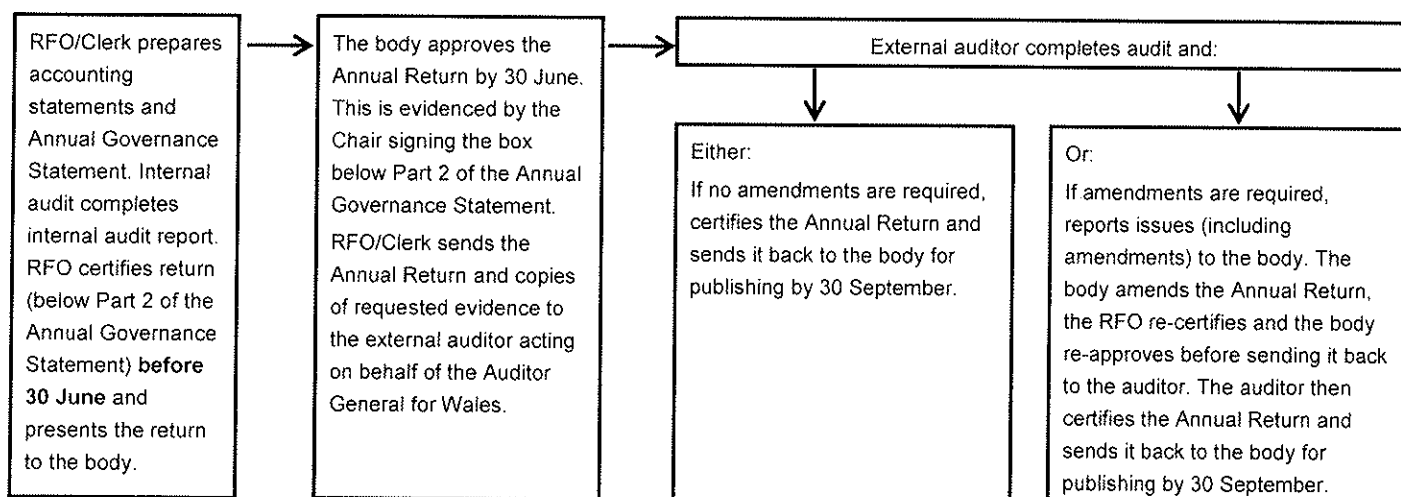 RFO/Clerk prepares
accounting
statements and
Annual Governance
Statement. Internal
audit completes
internal audit report.
RFO certifies return
(below Part 2 of the
Annual Governance
Statement) before
30 June and
presents the return
to the body.
The body approves the
Annual Return by 30 June.
This is evidenced by the
Chair signing the box
below Part 2 of the Annual
Governance Statement.
RFO/Clerk sends the
Annual Return and copies
of requested evidence to
the external auditor acting
on behalf of the Auditor
General for Wales.
External auditor completes audit and:
Either:
If no amendments are required,
certifies the Annual Return and
sends it back to the body for
publishing by 30 September.
Or:
If amendments are required,
reports issues (including
amendments) to the body. The
body amends the Annual Return,
the RFO re-certifies and the body
re-approves before sending it back
to the auditor. The auditor then
certifies the Annual Return and
sends it back to the body for
publishing by 30 September.